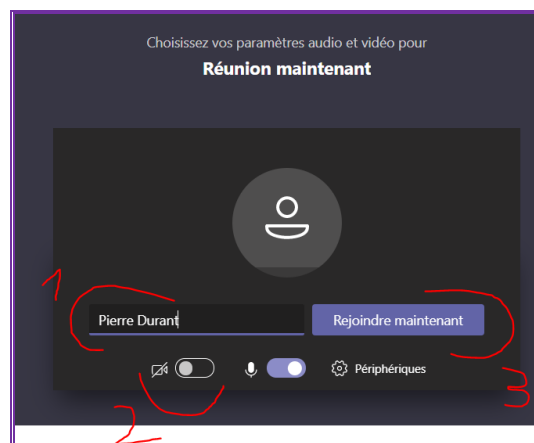 Choisissez vos paramètres audio et vidéo pour
Réunion maintenant
1
Pierre Durant
Rejoindre maintenant
Périphériques
2
3